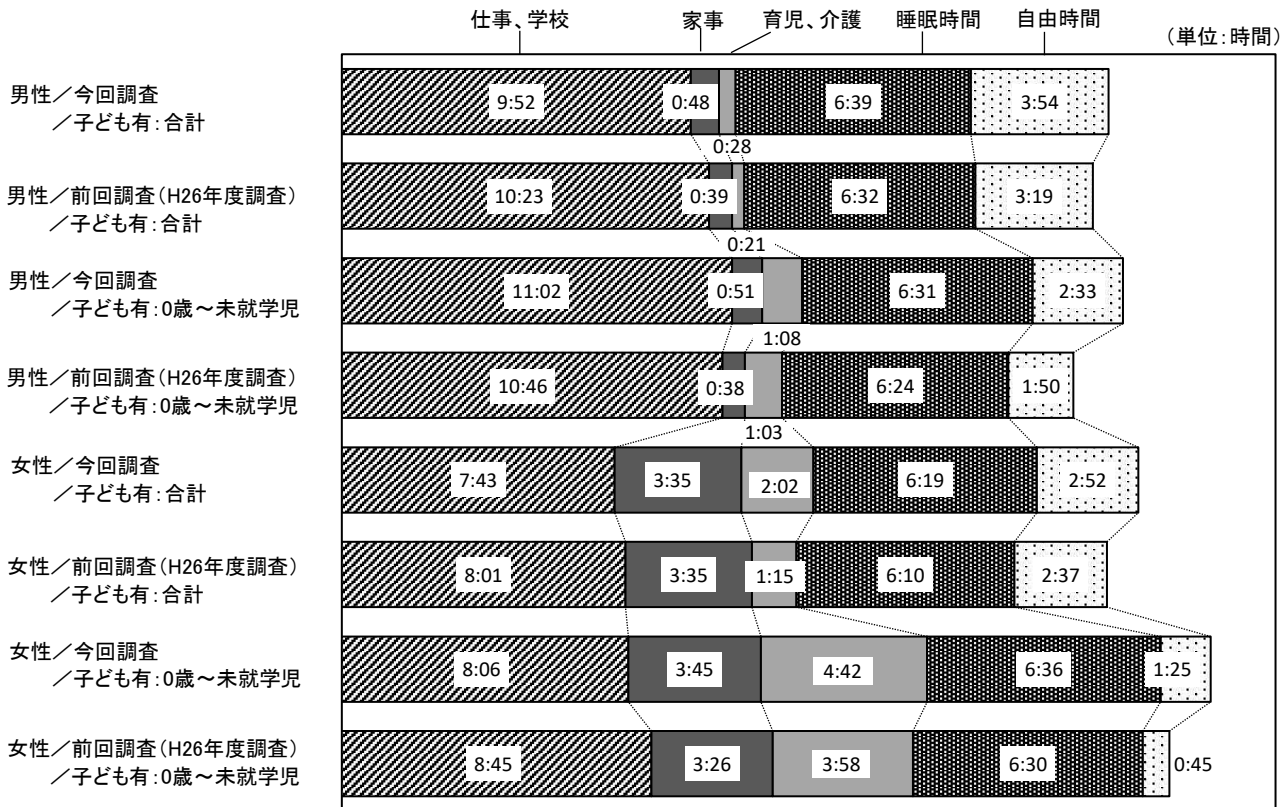 仕事、学校 家事 育児、介護 睡眠時間 自由時間
(単位:時間)
男性/今回調査
/子ども有:合計
9:52 0:48 0:28 6:39 3:54
男性/前回調査(H26年度調査)
/子ども有:合計
10:23 0:39 0:21 6:32 3:19
男性/今回調査
/子ども有:0歳~未就学児
11:02 0:51 1:08 6:31 2:33
男性/前回調査(H26年度調査)
/子ども有:0歳~未就学児
10:46 0:38 1:03 6:24 1:50
女性/今回調査
/子ども有:合計
7:43 3:35 2:02 6:19 2:52
女性/前回調査(H26年度調査)
/子ども有:合計
8:01 3:35 1:15 6:10 2:37
女性/今回調査
/子ども有:0歳~未就学児
8:06 3:45 4:42 6:36 1:25
女性/前回調査(H26年度調査)
/子ども有:0歳~未就学児
8:45 3:26 3:58 6:30 0:45